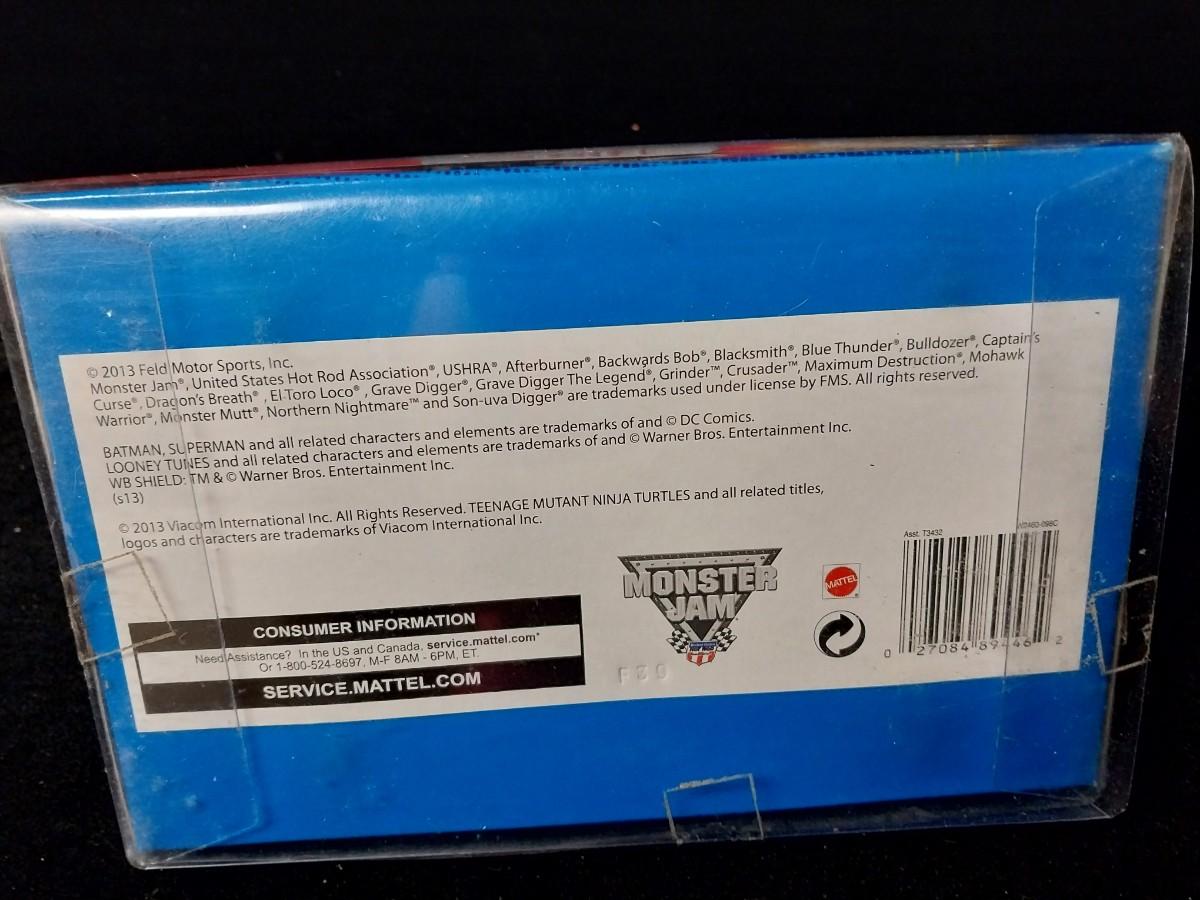 © 2013 Feld Motor Sports, Inc.
Monster Jam®, United States Hot Rod Association®, USHRA®, Afterburner®, Backwards Bob®, Blacksmith®, Blue Thunder®, Bulldozer®, Captain's
Curse®, Dragon's Breath®, El Toro Loco®, Grave Digger®, Grave Digger The Legend®, Grinder™, Crusader™, Maximum Destruction®, Mohawk
Warrior®, Monster Mutt®, Northern Nightmare™ and Son-uva Digger® are trademarks used under license by FMS. All rights reserved.
BATMAN, SUPERMAN and all related characters and elements are trademarks of and © DC Comics.
LOONEY TUNES and all related characters and elements are trademarks of and © Warner Bros. Entertainment Inc.
WB SHIELD: TM & © Warner Bros. Entertainment Inc.
(s13)
© 2013 Viacom International Inc. All Rights Reserved. TEENAGE MUTANT NINJA TURTLES and all related titles,
logos and characters are trademarks of Viacom International Inc.
CONSUMER INFORMATION
Need Assistance? In the US and Canada, service.mattel.com*
Or 1-800-524-8697, M-F 8AM - 6PM, ET.
SERVICE.MATTEL.COM
MONSTER
JAM
MATTEL
Asst. T3432
0 27084 89446 2